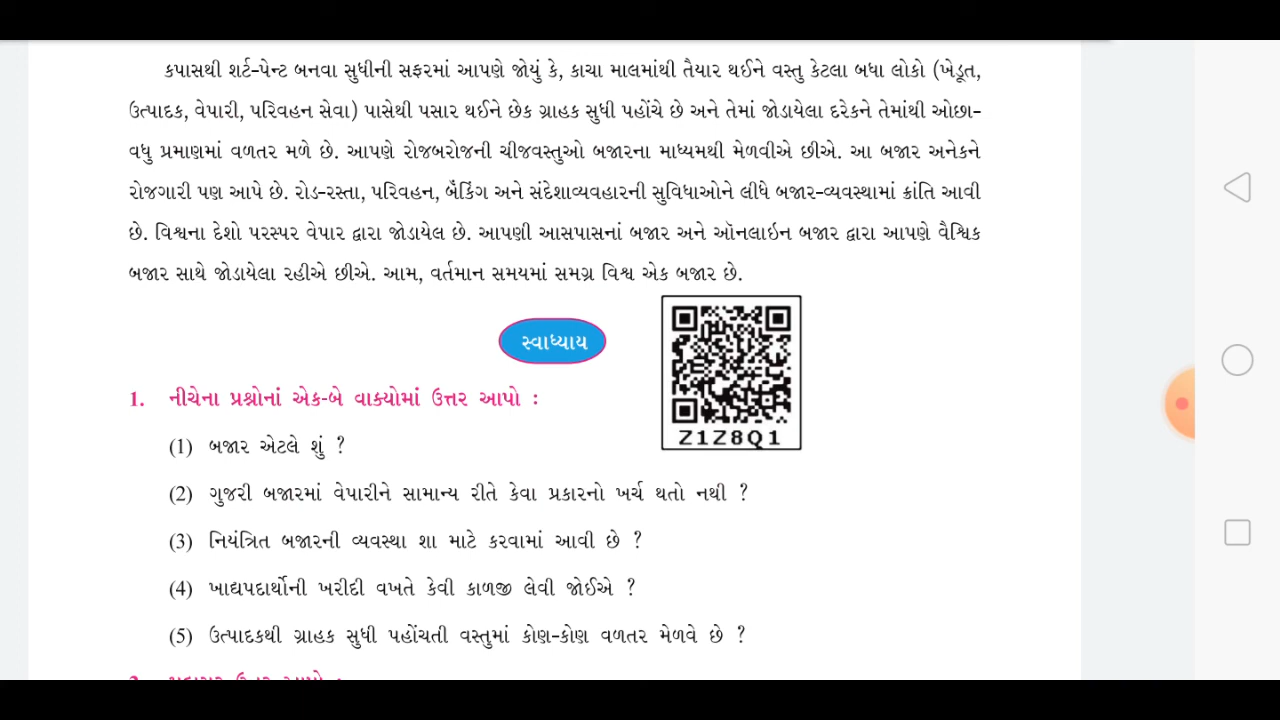 કપાસથી શર્ટ-પેન્ટ બનવા સુધીની સફરમાં આપણે જોયું કે, કાચા માલમાંથી તૈયાર થઈને વસ્તુ કેટલા બધા લોકો (ખેડૂત,
ઉત્પાદક, વેપારી, પરિવહન સેવા) પાસેથી પસાર થઈને છેક ગ્રાહક સુધી પહોંચે છે અને તેમાં જોડાયેલા દરેકને તેમાંથી ઓછા-
વધુ પ્રમાણમાં વળતર મળે છે. આપણે રોજબરોજની ચીજવસ્તુઓ બજારના માધ્યમથી મેળવીએ છીએ. આ બજાર અનેકને
રોજગારી પણ આપે છે. રોડ-રસ્તા, પરિવહન, બૅંકિંગ અને સંદેશાવ્યવહારની સુવિધાઓને લીધે બજાર-વ્યવસ્થામાં ક્રાંતિ આવી
છે. વિશ્વના દેશો પરસ્પર વેપાર દ્વારા જોડાયેલ છે. આપણી આસપાસનાં બજાર અને ઑનલાઇન બજાર દ્વારા આપણે વૈશ્વિક
બજાર સાથે જોડાયેલા રહીએ છીએ. આમ, વર્તમાન સમયમાં સમગ્ર વિશ્વ એક બજાર છે.
સ્વાધ્યાય
Z1Z8Q1
1. નીચેના પ્રશ્નોનાં એક-બે વાક્યોમાં ઉત્તર આપો :
(1) બજાર એટલે શું ?
(2) ગુજરી બજારમાં વેપારીને સામાન્ય રીતે કેવા પ્રકારનો ખર્ચ થતો નથી ?
(3) નિયંત્રિત બજારની વ્યવસ્થા શા માટે કરવામાં આવી છે ?
(4) ખાદ્યપદાર્થોની ખરીદી વખતે કેવી કાળજી લેવી જોઈએ ?
(5) ઉત્પાદકથી ગ્રાહક સુધી પહોંચતી વસ્તુમાં કોણ-કોણ વળતર મેળવે છે ?